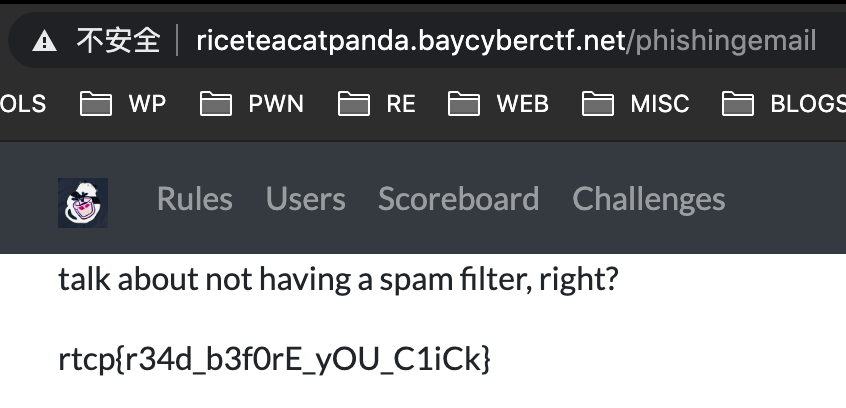 不安全 riceteacatpanda.baycyberctf.net/phishingemail
OLS WP PWN RE WEB MISC BLOGS
Rules Users Scoreboard Challenges
talk about not having a spam filter, right?
rtcp{r34d_b3f0rE_yOU_C1iCk}